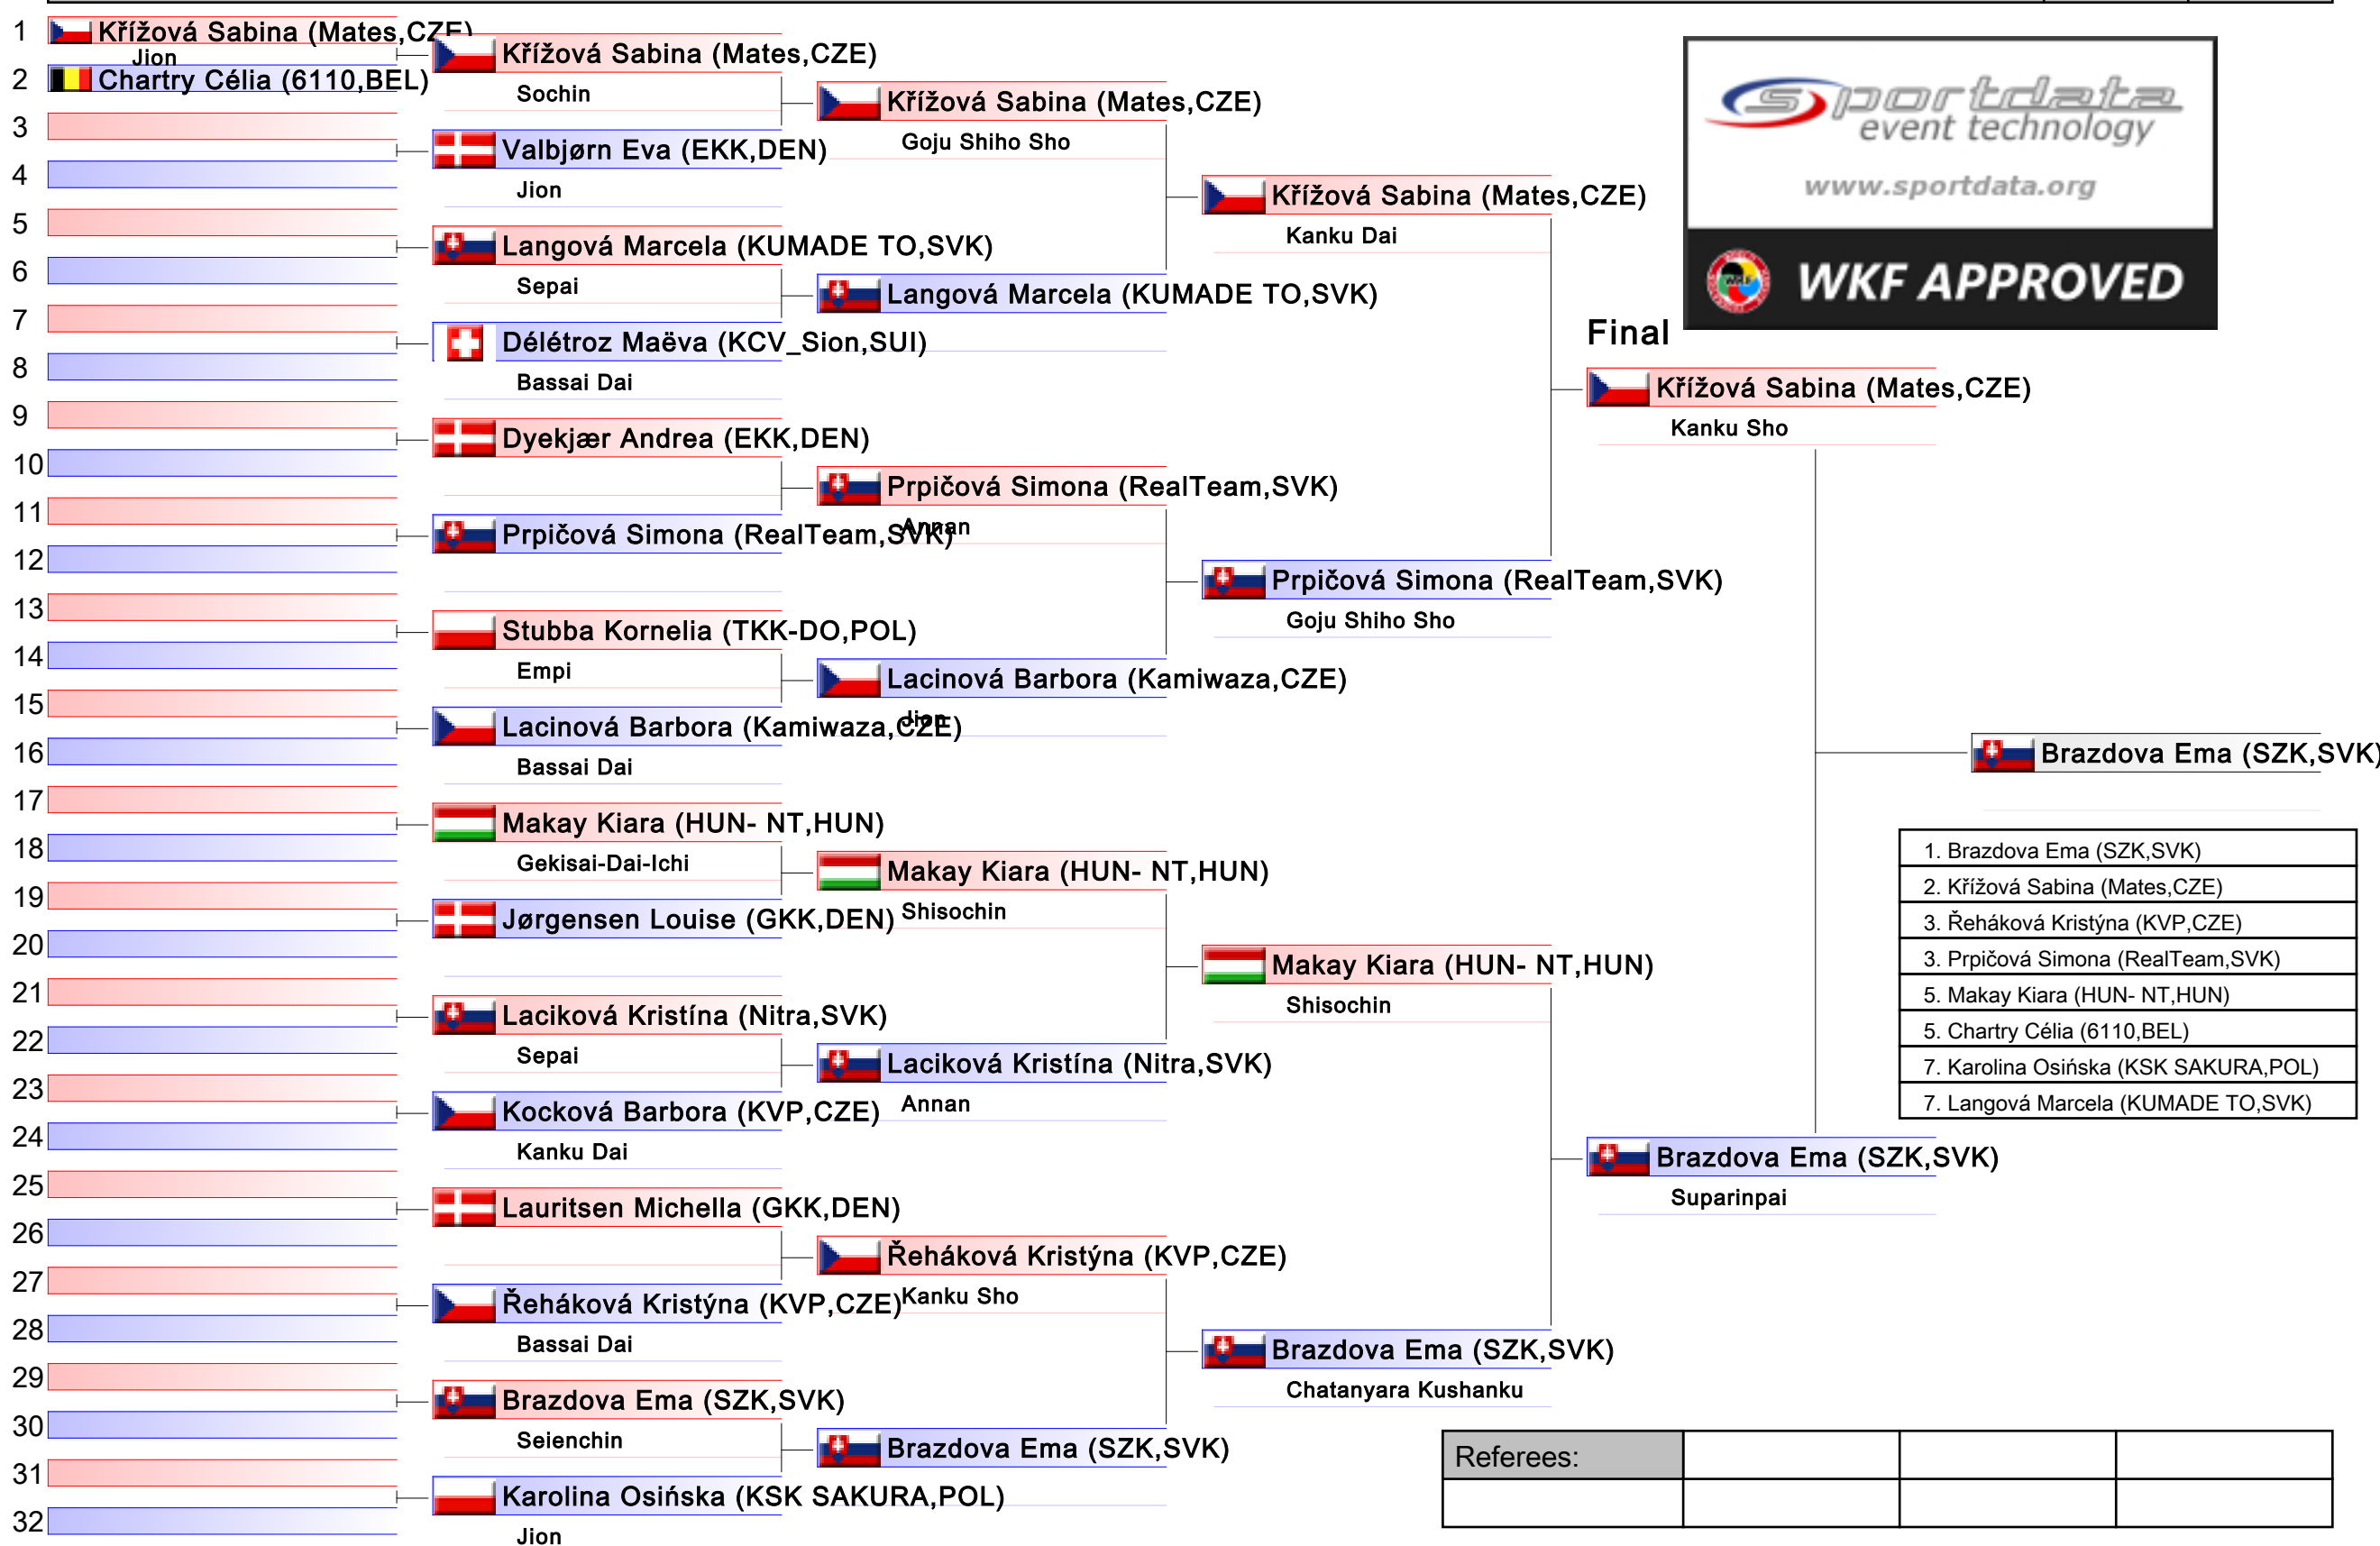 1 Křížová Sabina (Mates,CZE)
Jion
2 Chartry Célia (6110,BEL)
3
4
5
6
7
8
9
10
11
12
13
14
15
16
17
18
19
20
21
22
23
24
25
26
27
28
29
30
31
32
Křížová Sabina (Mates,CZE)
Sochin
Valbjørn Eva (EKK,DEN)
Jion
Langová Marcela (KUMADE TO,SVK)
Sepai
Délétroz Maëva (KCV_Sion,SUI)
Bassai Dai
Dyekjær Andrea (EKK,DEN)
Prpičová Simona (RealTeam,SVK)
Stubba Kornelia (TKK-DO,POL)
Empi
Lacinová Barbora (Kamiwaza,CZE)
Bassai Dai
Makay Kiara (HUN- NT,HUN)
Gekisai-Dai-Ichi
Jørgensen Louise (GKK,DEN)
Laciková Kristína (Nitra,SVK)
Sepai
Kocková Barbora (KVP,CZE)
Kanku Dai
Lauritsen Michella (GKK,DEN)
Řeháková Kristýna (KVP,CZE)
Bassai Dai
Brazdova Ema (SZK,SVK)
Seienchin
Karolina Osińska (KSK SAKURA,POL)
Jion
Křížová Sabina (Mates,CZE)
Goju Shiho Sho
Langová Marcela (KUMADE TO,SVK)
Prpičová Simona (RealTeam,SVK)
Annan
Lacinová Barbora (Kamiwaza,CZE)
Jion
Makay Kiara (HUN- NT,HUN)
Shisochin
Laciková Kristína (Nitra,SVK)
Annan
Řeháková Kristýna (KVP,CZE)
Kanku Sho
Brazdova Ema (SZK,SVK)
Křížová Sabina (Mates,CZE)
Kanku Dai
Prpičová Simona (RealTeam,SVK)
Goju Shiho Sho
Makay Kiara (HUN- NT,HUN)
Shisochin
Brazdova Ema (SZK,SVK)
Chatanyara Kushanku
Final
Křížová Sabina (Mates,CZE)
Kanku Sho
Brazdova Ema (SZK,SVK)
Suparinpai
Brazdova Ema (SZK,SVK)
sportdata
event technology
www.sportdata.org
WKF APPROVED
1. Brazdova Ema (SZK,SVK)
2. Křížová Sabina (Mates,CZE)
3. Řeháková Kristýna (KVP,CZE)
3. Prpičová Simona (RealTeam,SVK)
5. Makay Kiara (HUN- NT,HUN)
5. Chartry Célia (6110,BEL)
7. Karolina Osińska (KSK SAKURA,POL)
7. Langová Marcela (KUMADE TO,SVK)
Referees: